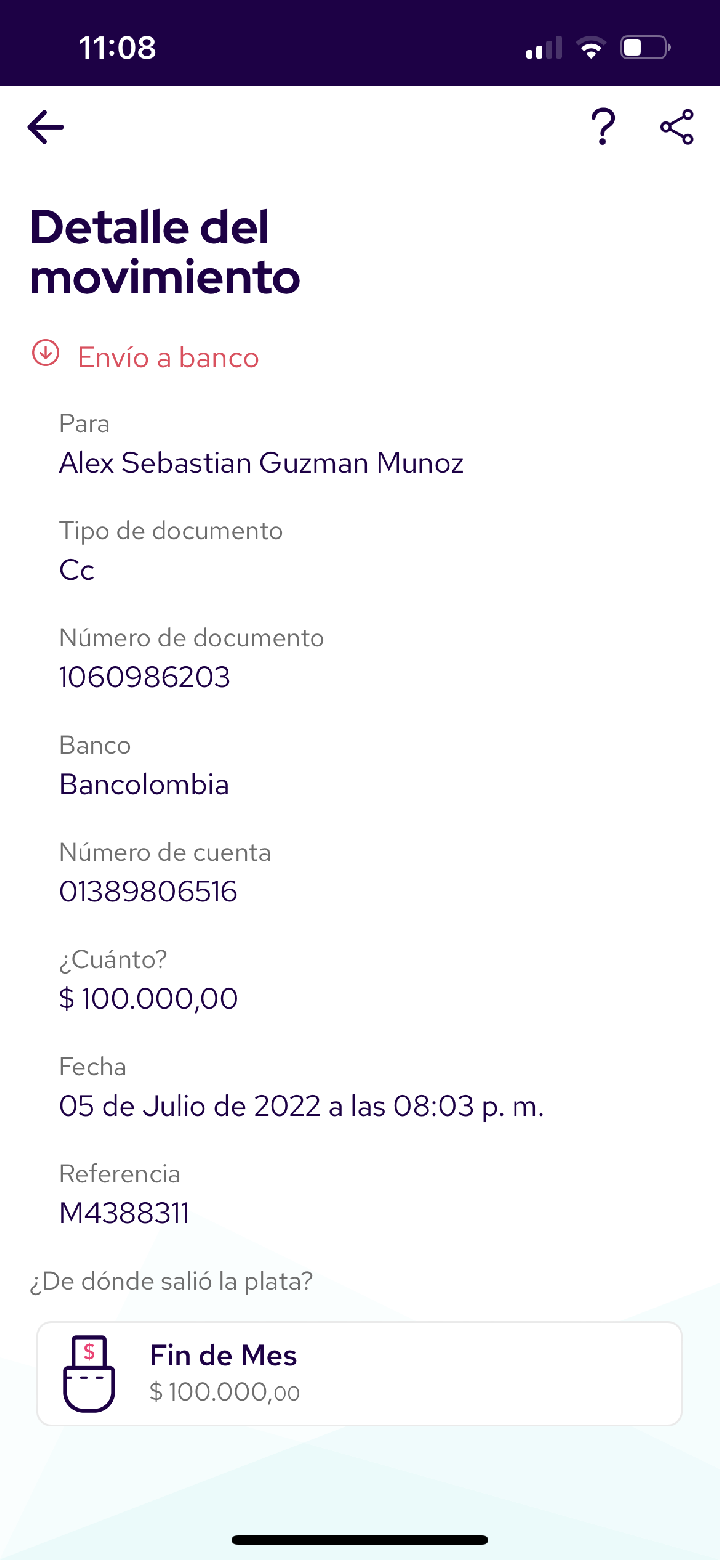 11:08
?
Detalle del
movimiento
Envío a banco
Para
Alex Sebastian Guzman Munoz
Tipo de documento
Cc
Número de documento
1060986203
Banco
Bancolombia
Número de cuenta
01389806516
¿Cuánto?
$ 100.000,00
Fecha
05 de Julio de 2022 a las 08:03 p. m.
Referencia
M4388311
¿De dónde salió la plata?
$
Fin de Mes
$ 100.000,00